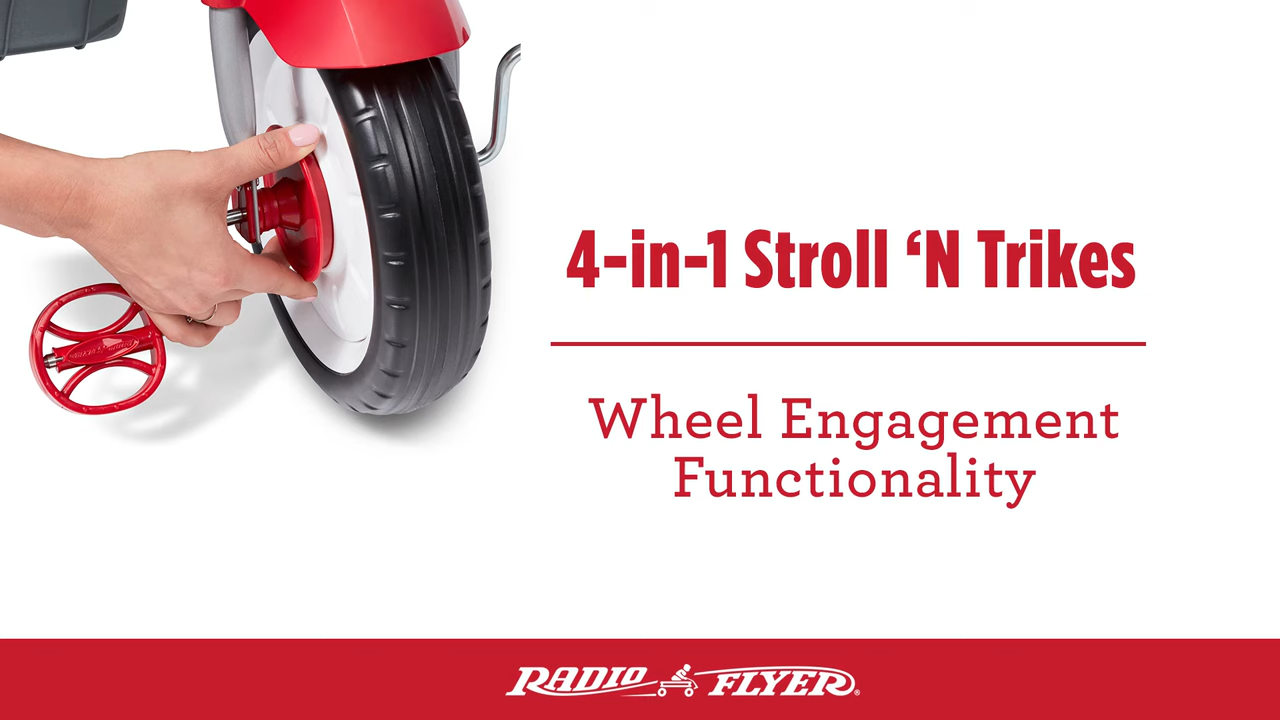 4-in-1 Stroll ‘N Trikes
Wheel Engagement
Functionality
RADIO FLYER®